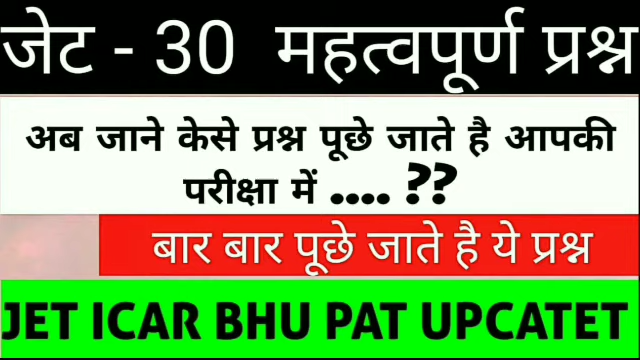 जेट - 30 महत्वपूर्ण प्रश्न
अब जाने केसे प्रश्न पूछे जाते है आपकी
परीक्षा में .... ??
बार बार पूछे जाते है ये प्रश्न
JET ICAR BHU PAT UPCATET